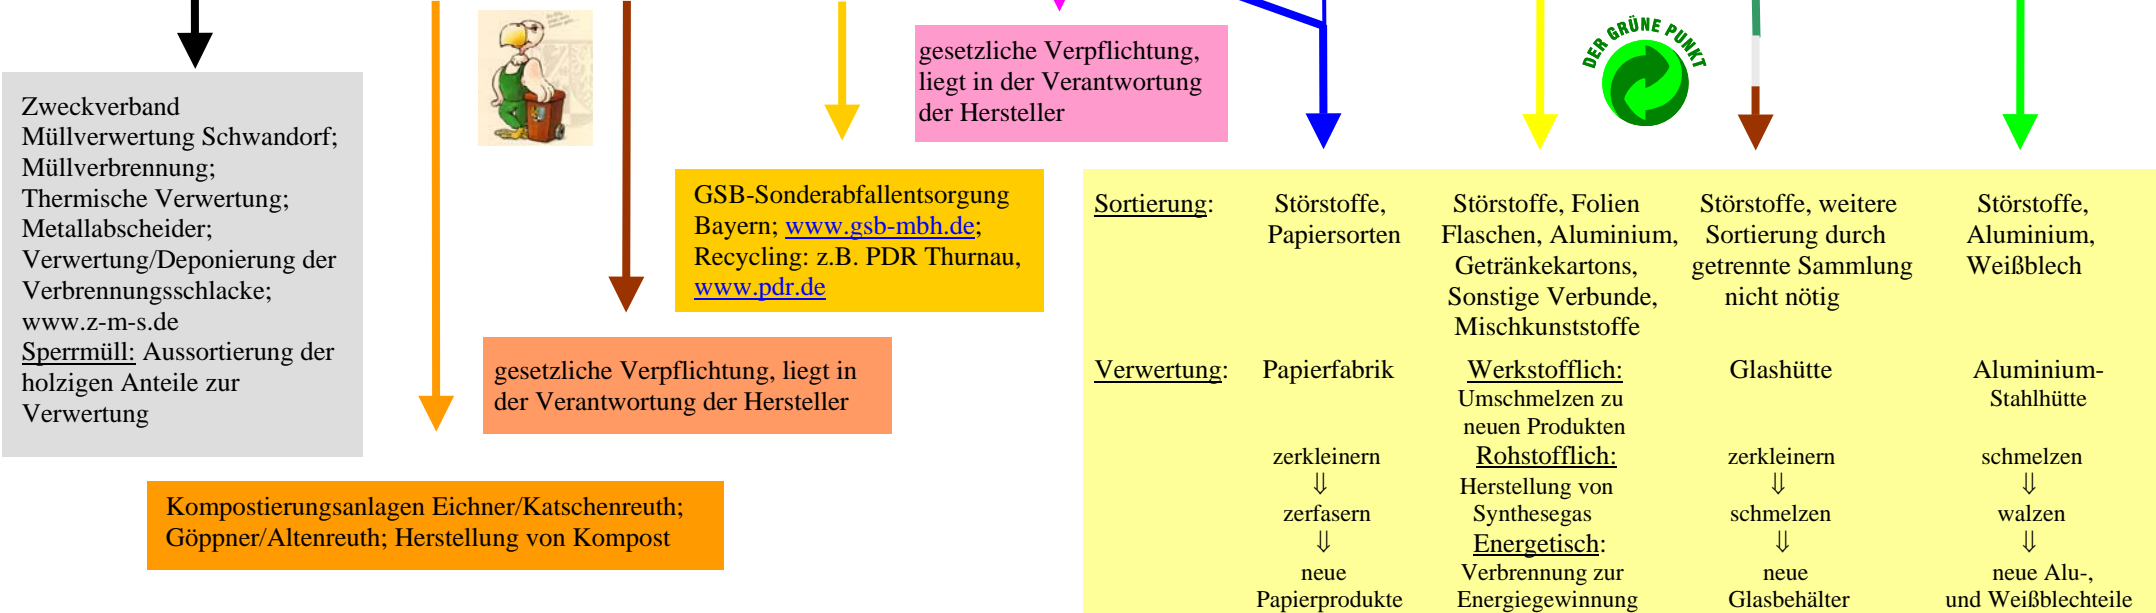 Zweckverband
Müllverwertung Schwandorf;
Müllverbrennung;
Thermische Verwertung;
Metallabscheider;
Verwertung/Deponierung der
Verbrennungsschlacke;
www.z-m-s.de
Sperrmüll: Aussortierung der
holzigen Anteile zur
Verwertung
Kompostierungsanlagen Eichner/Katschenreuth;
Göppner/Altenreuth; Herstellung von Kompost
gesetzliche Verpflichtung, liegt in
der Verantwortung der Hersteller
GSB-Sonderabfallentsorgung
Bayern; www.gsb-mbh.de;
Recycling: z.B. PDR Thurnau,
www.pdr.de
gesetzliche Verpflichtung,
liegt in der Verantwortung
der Hersteller
DER GRÜNE PUNKT
Sortierung:
Störstoffe,
Papiersorten
Störstoffe, Folien
Flaschen, Aluminium,
Getränkekartons,
Sonstige Verbunde,
Mischkunststoffe
Störstoffe, weitere
Sortierung durch
getrennte Sammlung
nicht nötig
Störstoffe,
Aluminium,
Weißblech
Verwertung:
Papierfabrik
zerkleinern
⇓
zerfasern
⇓
neue
Papierprodukte
Werkstofflich:
Umschmelzen zu
neuen Produkten
Rohstofflich:
Herstellung von
Synthesegas
Energetisch:
Verbrennung zur
Energiegewinnung
Glashütte
zerkleinern
⇓
schmelzen
⇓
neue
Glasbehälter
Aluminium-
Stahlhütte
schmelzen
⇓
walzen
⇓
neue Alu-,
und Weißblechteile